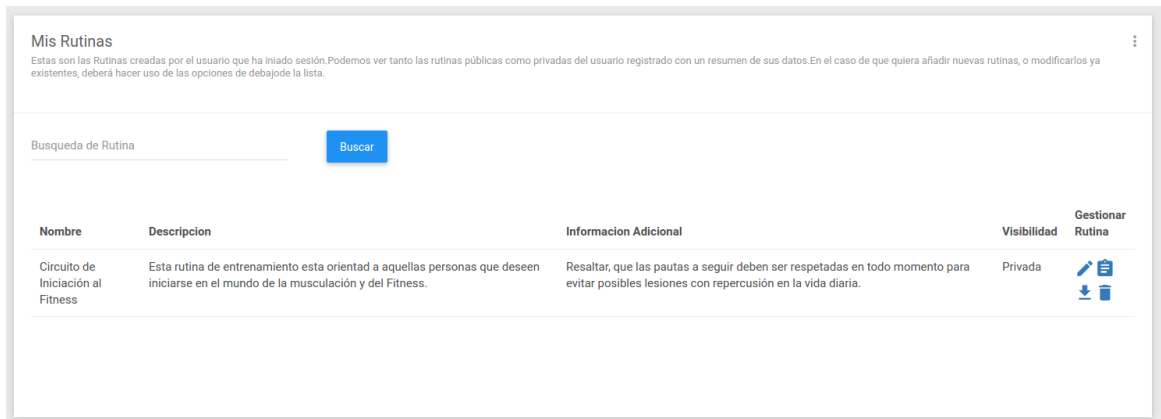 Mis Rutinas
Estas son las Rutinas creadas por el usuario que ha iniado sesión.Podemos ver tanto las rutinas públicas como privadas del usuario registrado con un resumen de sus datos.En el caso de que quiera añadir nuevas rutinas, o modificarlos ya
existentes, deberá hacer uso de las opciones de debajode la lista.
Busqueda de Rutina
Buscar
Gestionar
Nombre Descripcion Informacion Adicional Visibilidad Rutina
Circuito de Esta rutina de entrenamiento esta orientad a aquellas personas que deseen Resaltar, que las pautas a seguir deben ser respetadas en todo momento para Privada
Iniciación al iniciarse en el mundo de la musculación y del Fitness. evitar posibles lesiones con repercusión en la vida diaria.
Fitness